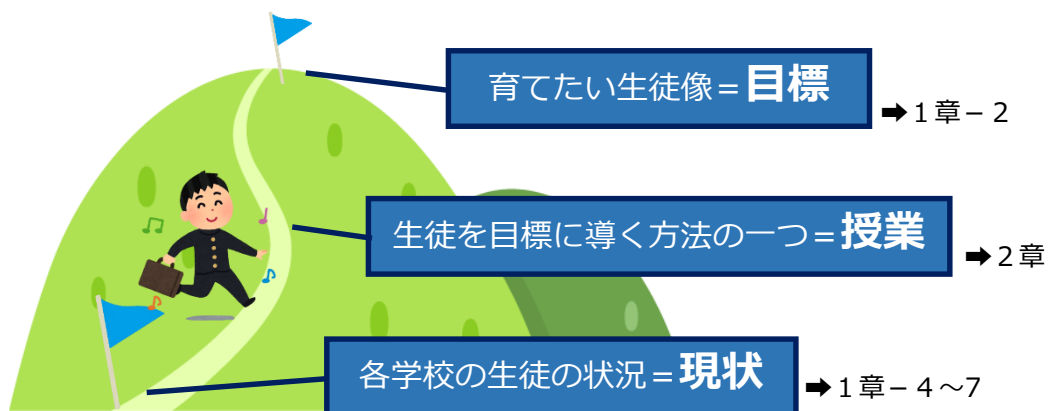 育てたい生徒像＝目標
➡１章－２
生徒を目標に導く方法の一つ＝授業
➡２章
各学校の生徒の状況＝現状
➡１章－４～7